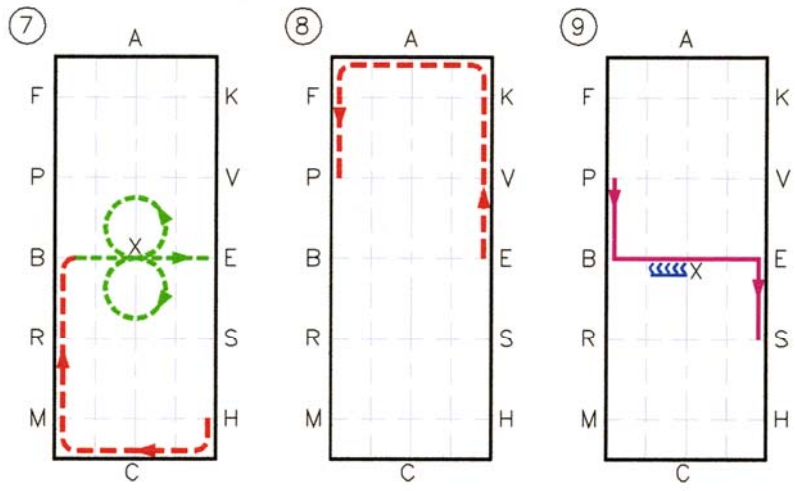 7 8 9
A A A
F K F K F K
P V P V P V
X
B E B E B E
X
R S R S R S
M H M H M H
C C C